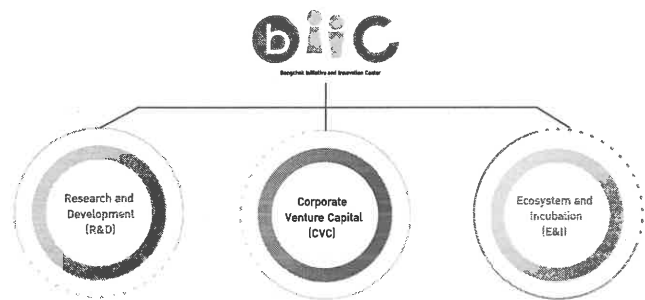 biic
Bangchak Initiative and Innovation Center
Research and
Development
(R&D)
Corporate
Venture Capital
(CVC)
Ecosystem and
Incubation
(E&I)